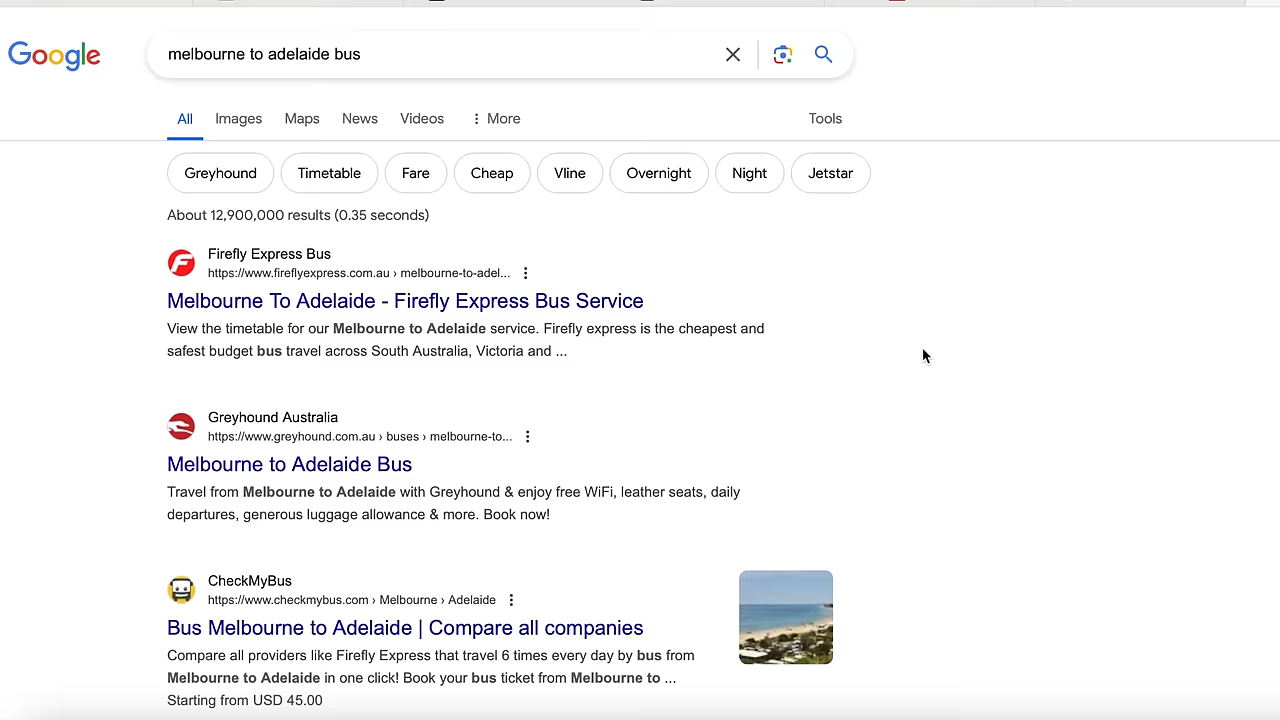 Google
melbourne to adelaide bus
All Images Maps News Videos More Tools
Greyhound Timetable Fare Cheap Vline Overnight Night Jetstar
About 12,900,000 results (0.35 seconds)
Firefly Express Bus
https://www.fireflyexpress.com.au › melbourne-to-adel...
Melbourne To Adelaide - Firefly Express Bus Service
View the timetable for our Melbourne to Adelaide service. Firefly express is the cheapest and
safest budget bus travel across South Australia, Victoria and ...
Greyhound Australia
https://www.greyhound.com.au › buses › melbourne-to...
Melbourne to Adelaide Bus
Travel from Melbourne to Adelaide with Greyhound & enjoy free WiFi, leather seats, daily
departures, generous luggage allowance & more. Book now!
CheckMyBus
https://www.checkmybus.com › Melbourne › Adelaide
Bus Melbourne to Adelaide | Compare all companies
Compare all providers like Firefly Express that travel 6 times every day by bus from
Melbourne to Adelaide in one click! Book your bus ticket from Melbourne to ...
Starting from USD 45.00